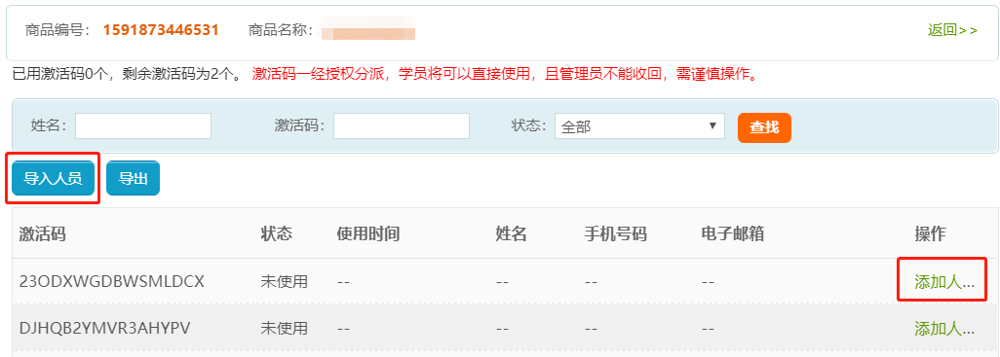 商品编号： 1591873446531 商品名称： 返回>>
已用激活码0个，剩余激活码为2个。 激活码一经授权分派，学员将可以直接使用，且管理员不能收回，需谨慎操作。
姓名： 激活码： 状态： 全部 查找
导入人员 导出
激活码 状态 使用时间 姓名 手机号码 电子邮箱 操作
23ODXWGDBWSMLDCX 未使用 -- -- -- -- 添加人...
DJHQB2YMVR3AHYPV 未使用 -- -- -- -- 添加人...